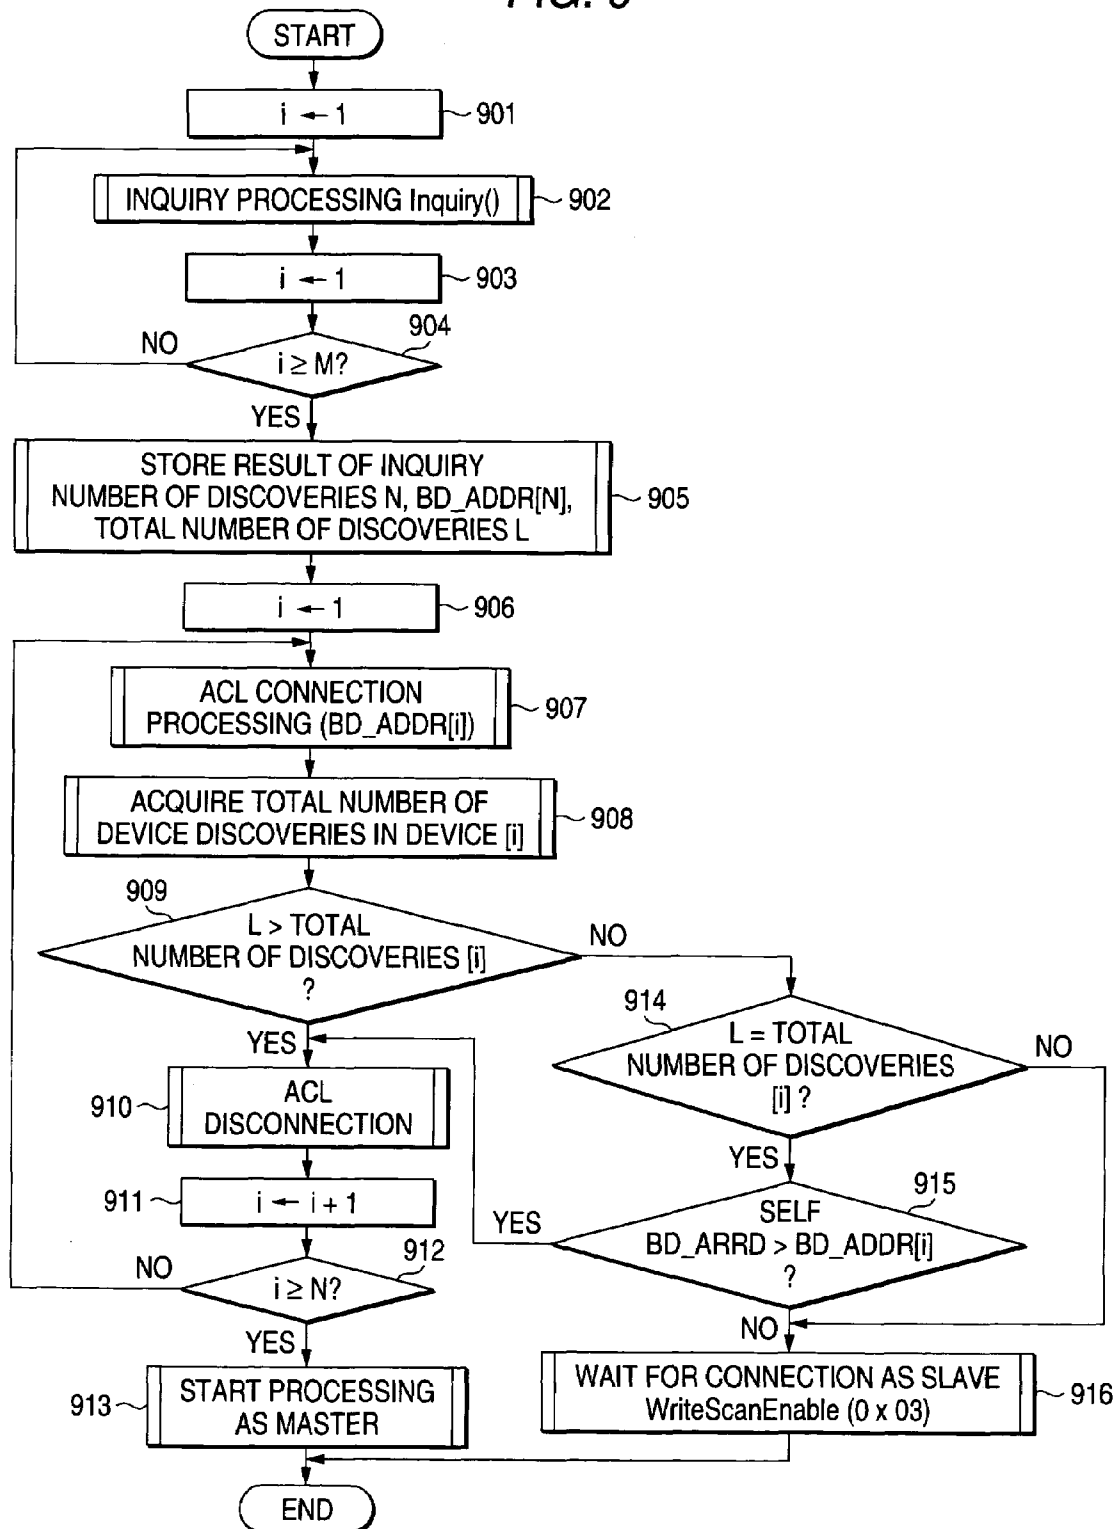 START
i ← 1
901
INQUIRY PROCESSING Inquiry()
902
i ← 1
903
904
NO
i ≥ M?
YES
STORE RESULT OF INQUIRY
NUMBER OF DISCOVERIES N, BD_ADDR[N],
TOTAL NUMBER OF DISCOVERIES L
905
i ← 1
906
ACL CONNECTION
PROCESSING (BD_ADDR[i])
907
ACQUIRE TOTAL NUMBER OF
DEVICE DISCOVERIES IN DEVICE [i]
908
909
L > TOTAL
NUMBER OF DISCOVERIES [i]
?
NO
YES
914
L = TOTAL
NUMBER OF DISCOVERIES
[i] ?
NO
YES
910
ACL
DISCONNECTION
911
i ← i + 1
915
SELF
BD_ARRD > BD_ADDR[i]
?
YES
NO
912
NO
i ≥ N?
YES
913
START PROCESSING
AS MASTER
WAIT FOR CONNECTION AS SLAVE
WriteScanEnable (0 x 03)
916
END